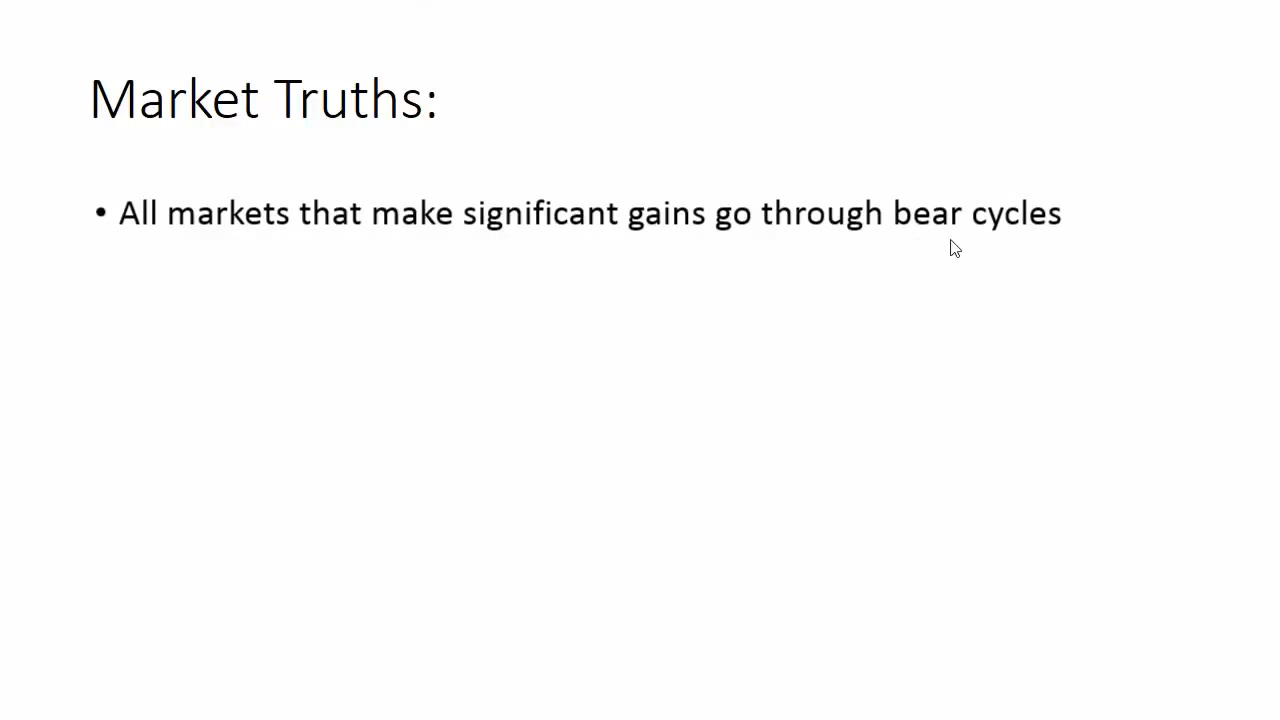 Market Truths:
• All markets that make significant gains go through bear cycles